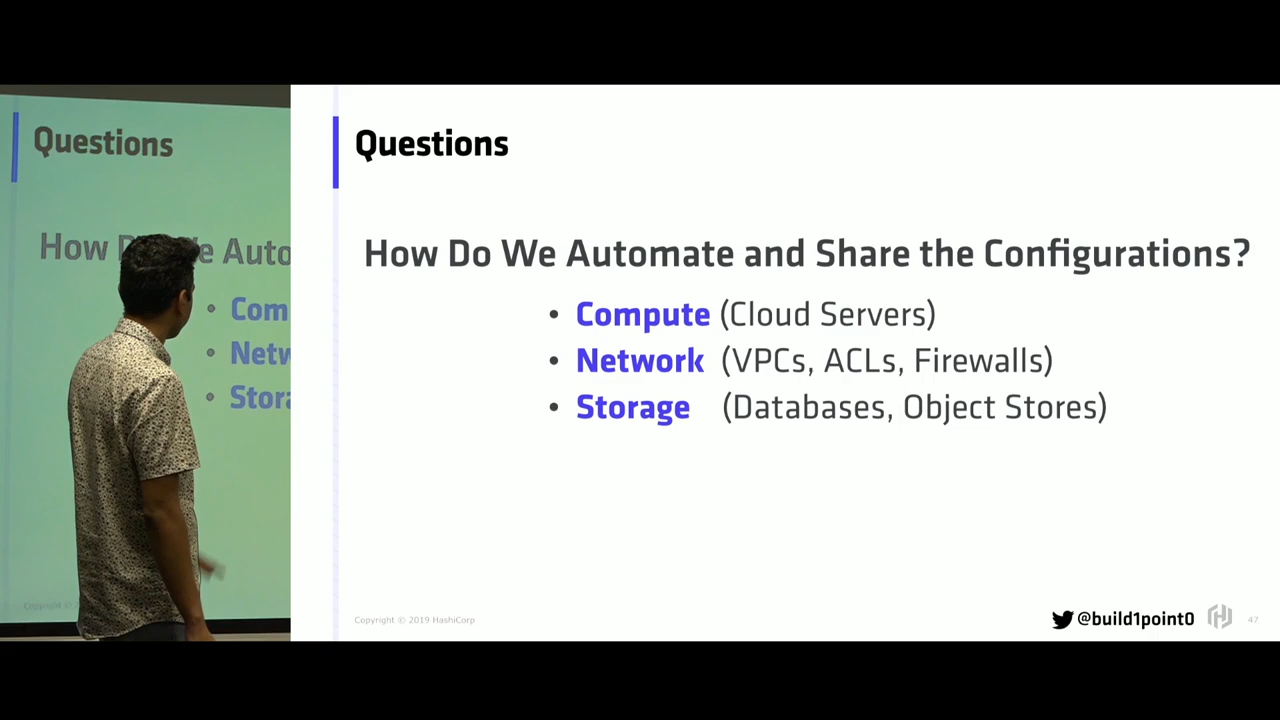 Questions
How Do We Automate and Share the Configurations?
• Compute (Cloud Servers)
• Network (VPCs, ACLs, Firewalls)
• Storage (Databases, Object Stores)
Copyright © 2019 HashiCorp
@build1point0
47
Questions
How D e Auto
• Com
• Netw
• Stora
Copyright ©